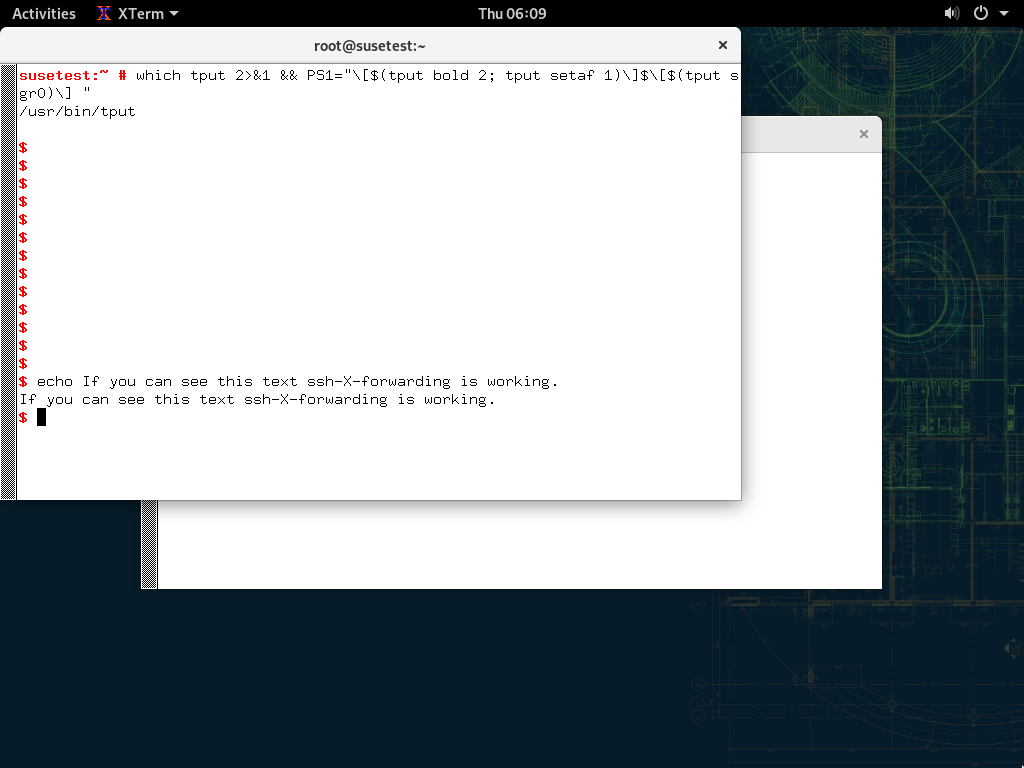 Activities XTerm Thu 06:09
root@susetest:~
susetest:~ # which tput 2>&1 && PS1="\[$(tput bold 2; tput setaf 1)\]$\[$(tput s
gr0)\] "
/usr/bin/tput
$
$
$
$
$
$
$
$
$
$
$
$
$
$ echo If you can see this text ssh-X-forwarding is working.
If you can see this text ssh-X-forwarding is working.
$